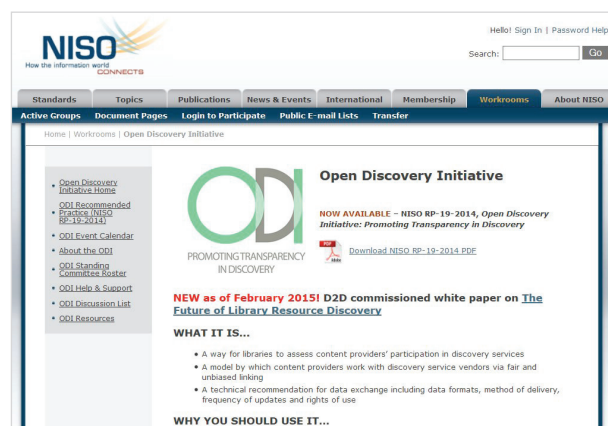 Hello! Sign In | Password Help
NISO
How the information world
CONNECTS
Search:
Go
Standards
Topics
Publications
News & Events
International
Membership
Workrooms
About NISO
Active Groups
Document Pages
Login to Participate
Public E-mail Lists
Transfer
Home | Workrooms | Open Discovery Initiative
• Open Discovery
Initiative Home
• ODI Recommended
Practice (NISO
RP-19-2014)
• ODI Event Calendar
• About the ODI
• ODI Standing
Committee Roster
• ODI Help & Support
• ODI Discussion List
• ODI Resources
ODI
PROMOTING TRANSPARENCY
IN DISCOVERY
Open Discovery Initiative
NOW AVAILABLE – NISO RP-19-2014, Open Discovery
Initiative: Promoting Transparency in Discovery
PDF
Adobe
Download NISO RP-19-2014 PDF
NEW as of February 2015! D2D commissioned white paper on The
Future of Library Resource Discovery
WHAT IT IS...
• A way for libraries to assess content providers' participation in discovery services
• A model by which content providers work with discovery service vendors via fair and
unbiased linking
• A technical recommendation for data exchange including data formats, method of delivery,
frequency of updates and rights of use
WHY YOU SHOULD USE IT...